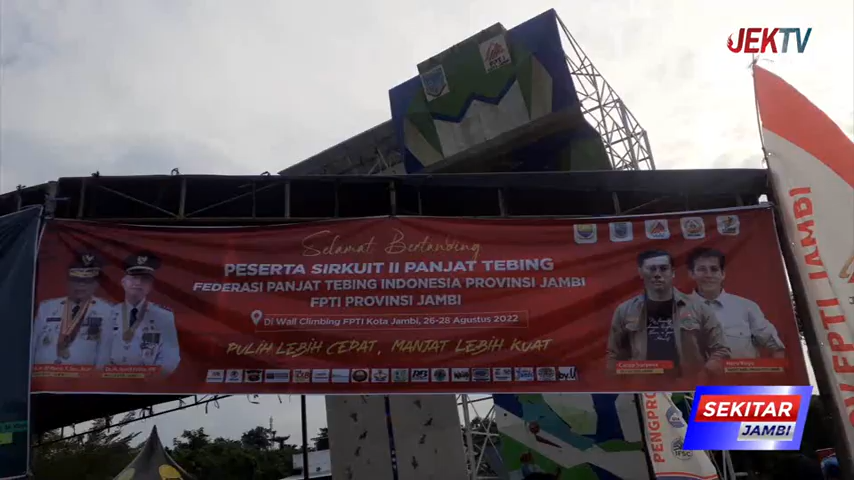 JEKTV
Selamat Bertanding
PESERTA SIRKUIT II PANJAT TEBING
FEDERASI PANJAT TEBING INDONESIA PROVINSI JAMBI
FPTI PROVINSI JAMBI
Di Wall Climbing FPTI Kota Jambi, 26-28 Agustus 2022
PULIH LEBIH CEPAT, MANJAT LEBIH KUAT
FPTI JAMBI
PENGPRO
SEKITAR
JAMBI